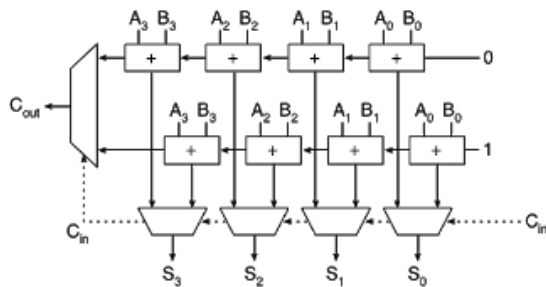 A₃ B₃ A₂ B₂ A₁ B₁ A₀ B₀
+ + + + 0
Cout
A₃ B₃ A₂ B₂ A₁ B₁ A₀ B₀
+ + + + 1
Cin Cin
S₃ S₂ S₁ S₀